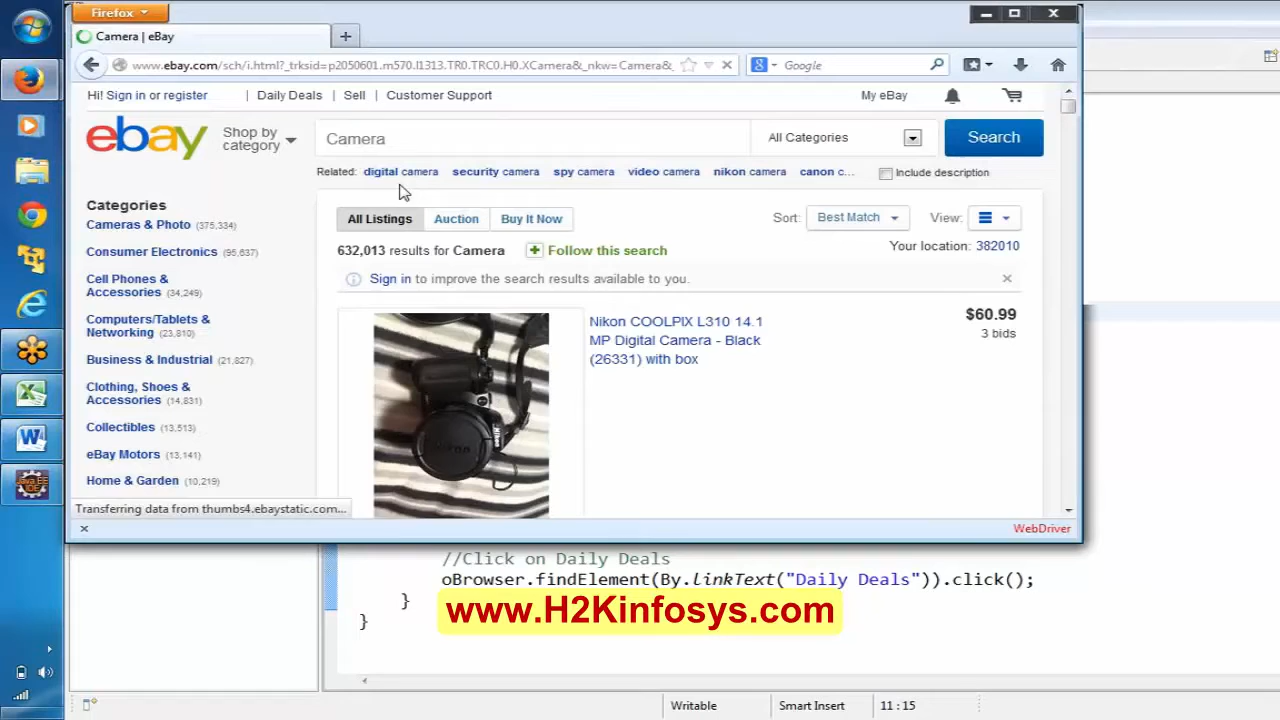 Firefox
Camera | eBay
www.ebay.com/sch/i.html?_trksid=p2050601.m570.l1313.TR0.TRC0.H0.XCamera&_nkw=Camera&_
Google
Hi! Sign in or register
Daily Deals
Sell
Customer Support
My eBay
ebay
Shop by category
Camera
All Categories
Search
Related: digital camera security camera spy camera video camera nikon camera canon c...
Include description
Categories
Cameras & Photo (375,334)
Consumer Electronics (95,637)
Cell Phones &
Accessories (34,249)
Computers/Tablets &
Networking (23,810)
Business & Industrial (21,827)
Clothing, Shoes &
Accessories (14,831)
Collectibles (13,513)
eBay Motors (13,141)
Home & Garden (10,219)
All Listings Auction Buy It Now
Sort: Best Match View:
632,013 results for Camera + Follow this search
Your location: 382010
Sign in to improve the search results available to you.
Nikon COOLPIX L310 14.1
MP Digital Camera - Black
(26331) with box
$60.99
3 bids
Transferring data from thumbs4.ebaystatic.com...
WebDriver
//Click on Daily Deals
oBrowser.findElement(By.linkText("Daily Deals")).click();
}
www.H2Kinfosys.com
}
Writable Smart Insert 11 : 15